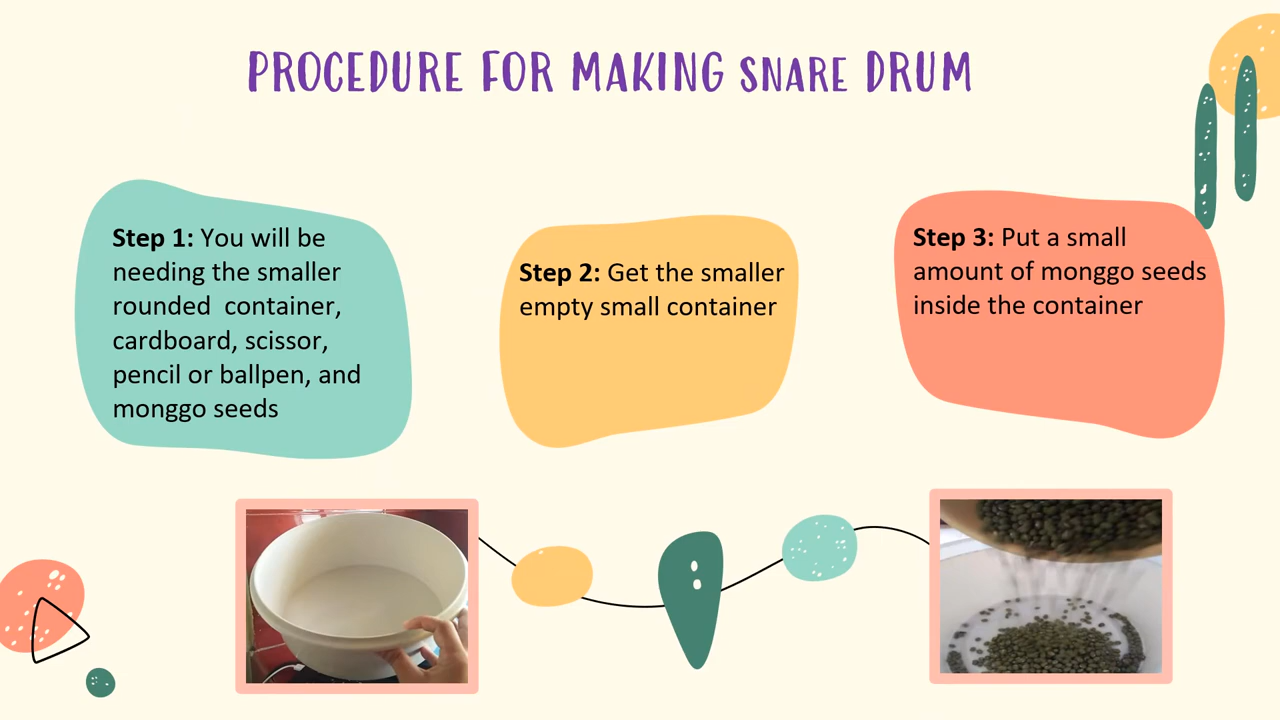 PROCEDURE FOR MAKING SNARE DRUM
Step 1: You will be
needing the smaller
rounded  container,
cardboard, scissor,
pencil or ballpen, and
monggo seeds
Step 2: Get the smaller
empty small container
Step 3: Put a small
amount of monggo seeds
inside the container